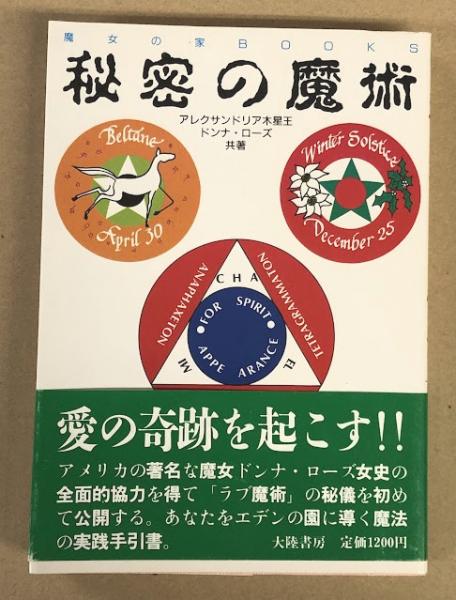 魔女の家BOOKS
秘密の魔術
アレクサンドリア木星王
ドンナ・ローズ
共著
Beltane
April 30
Winter Solstice
December 25
ANAPHAXETON
TETRAGRAMMATON
CHA
EL
MI
FOR SPIRIT
APPE ARANCE
愛の奇跡を起こす!!
アメリカの著名な魔女ドンナ・ローズ女史の
全面的協力を得て「ラブ魔術」の秘儀を初め
て公開する。あなたをエデンの園に導く魔法
の実践手引書。
大陸書房 定価1200円